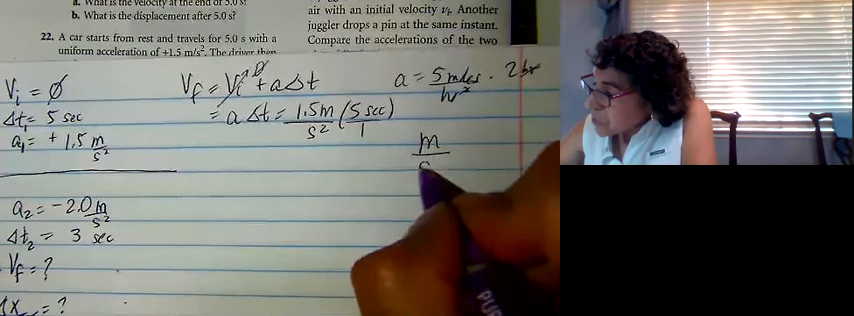 a. What is the velocity at the end of 5.0 s?
b. What is the displacement after 5.0 s?
22. A car starts from rest and travels for 5.0 s with a
uniform acceleration of +1.5 m/s². The driver then
air with an initial velocity vᵢ. Another
juggler drops a pin at the same instant.
Compare the accelerations of the two
Vi = ∅
Δt₁ = 5 sec
a₁ = + 1.5 m/s²
Vf = Vi + aΔt
= aΔt = 1.5m/s² (5 sec/1)
a = 5 miles/hr² · 2hr
m
a₂ = -2.0 m/s²
Δt₂ = 3 sec
Vf = ?
= ?
PUR